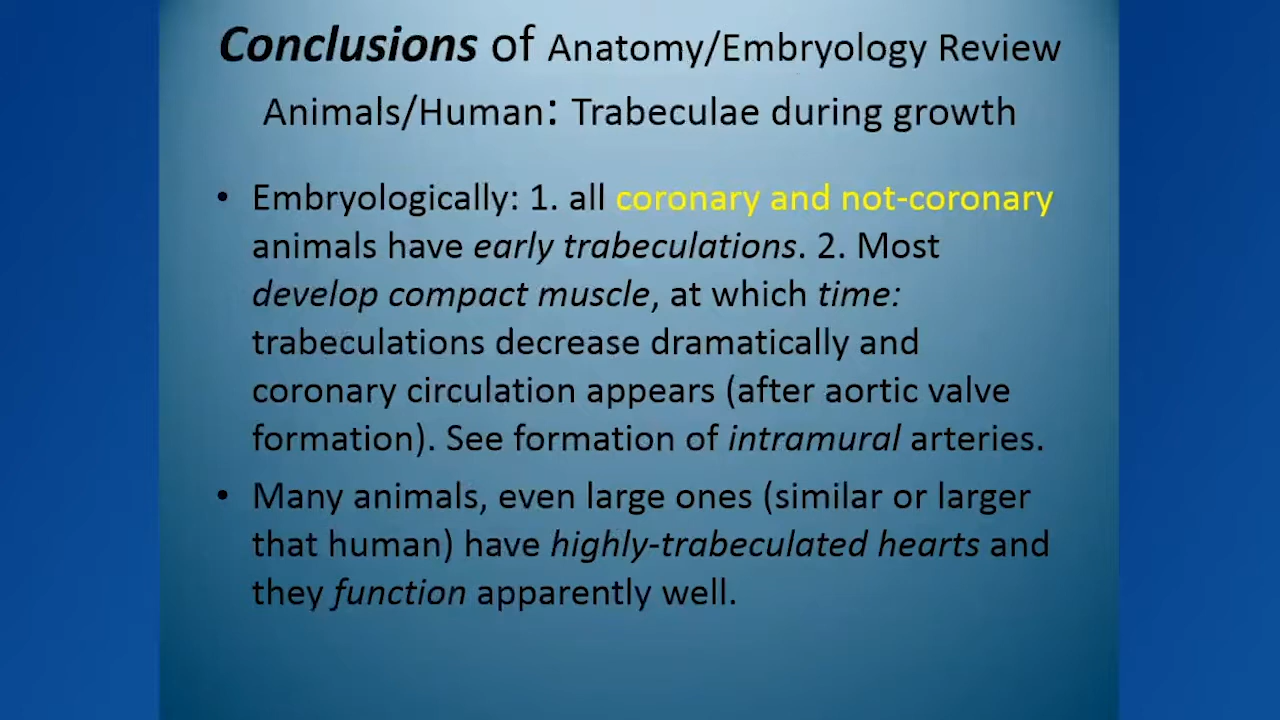 Conclusions of Anatomy/Embryology Review
Animals/Human: Trabeculae during growth
• Embryologically: 1. all coronary and not-coronary
animals have early trabeculations. 2. Most
develop compact muscle, at which time:
trabeculations decrease dramatically and
coronary circulation appears (after aortic valve
formation). See formation of intramural arteries.
• Many animals, even large ones (similar or larger
that human) have highly-trabeculated hearts and
they function apparently well.